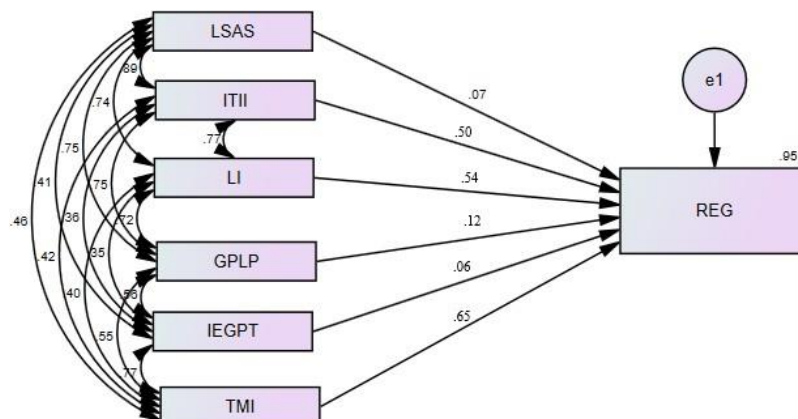 LSAS
.89
ITII
.07
e1
.74
.50
.77
.95
.75
LI
.54
REG
.41
.75
.72
.46
.36
.12
.42
.35
GPLP
.06
.56
.40
IEGPT
.65
.55
.77
TMI